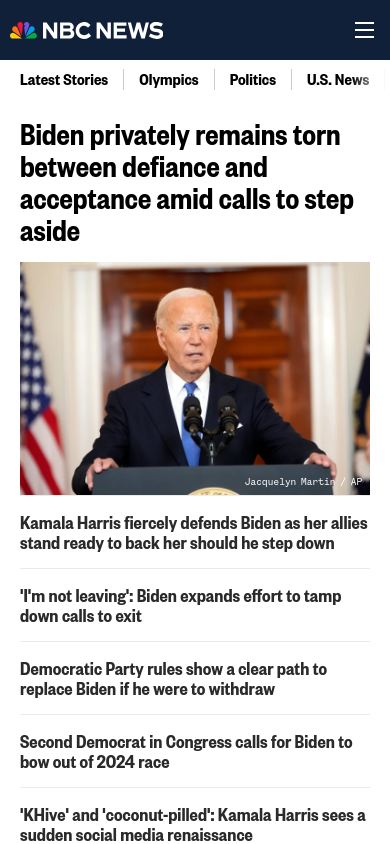 NBC NEWS
Latest Stories
Olympics
Politics
U.S. News
Biden privately remains torn
between defiance and
acceptance amid calls to step
aside
Jacquelyn Martin / AP
Kamala Harris fiercely defends Biden as her allies
stand ready to back her should he step down
'I'm not leaving': Biden expands effort to tamp
down calls to exit
Democratic Party rules show a clear path to
replace Biden if he were to withdraw
Second Democrat in Congress calls for Biden to
bow out of 2024 race
'KHive' and 'coconut-pilled': Kamala Harris sees a
sudden social media renaissance